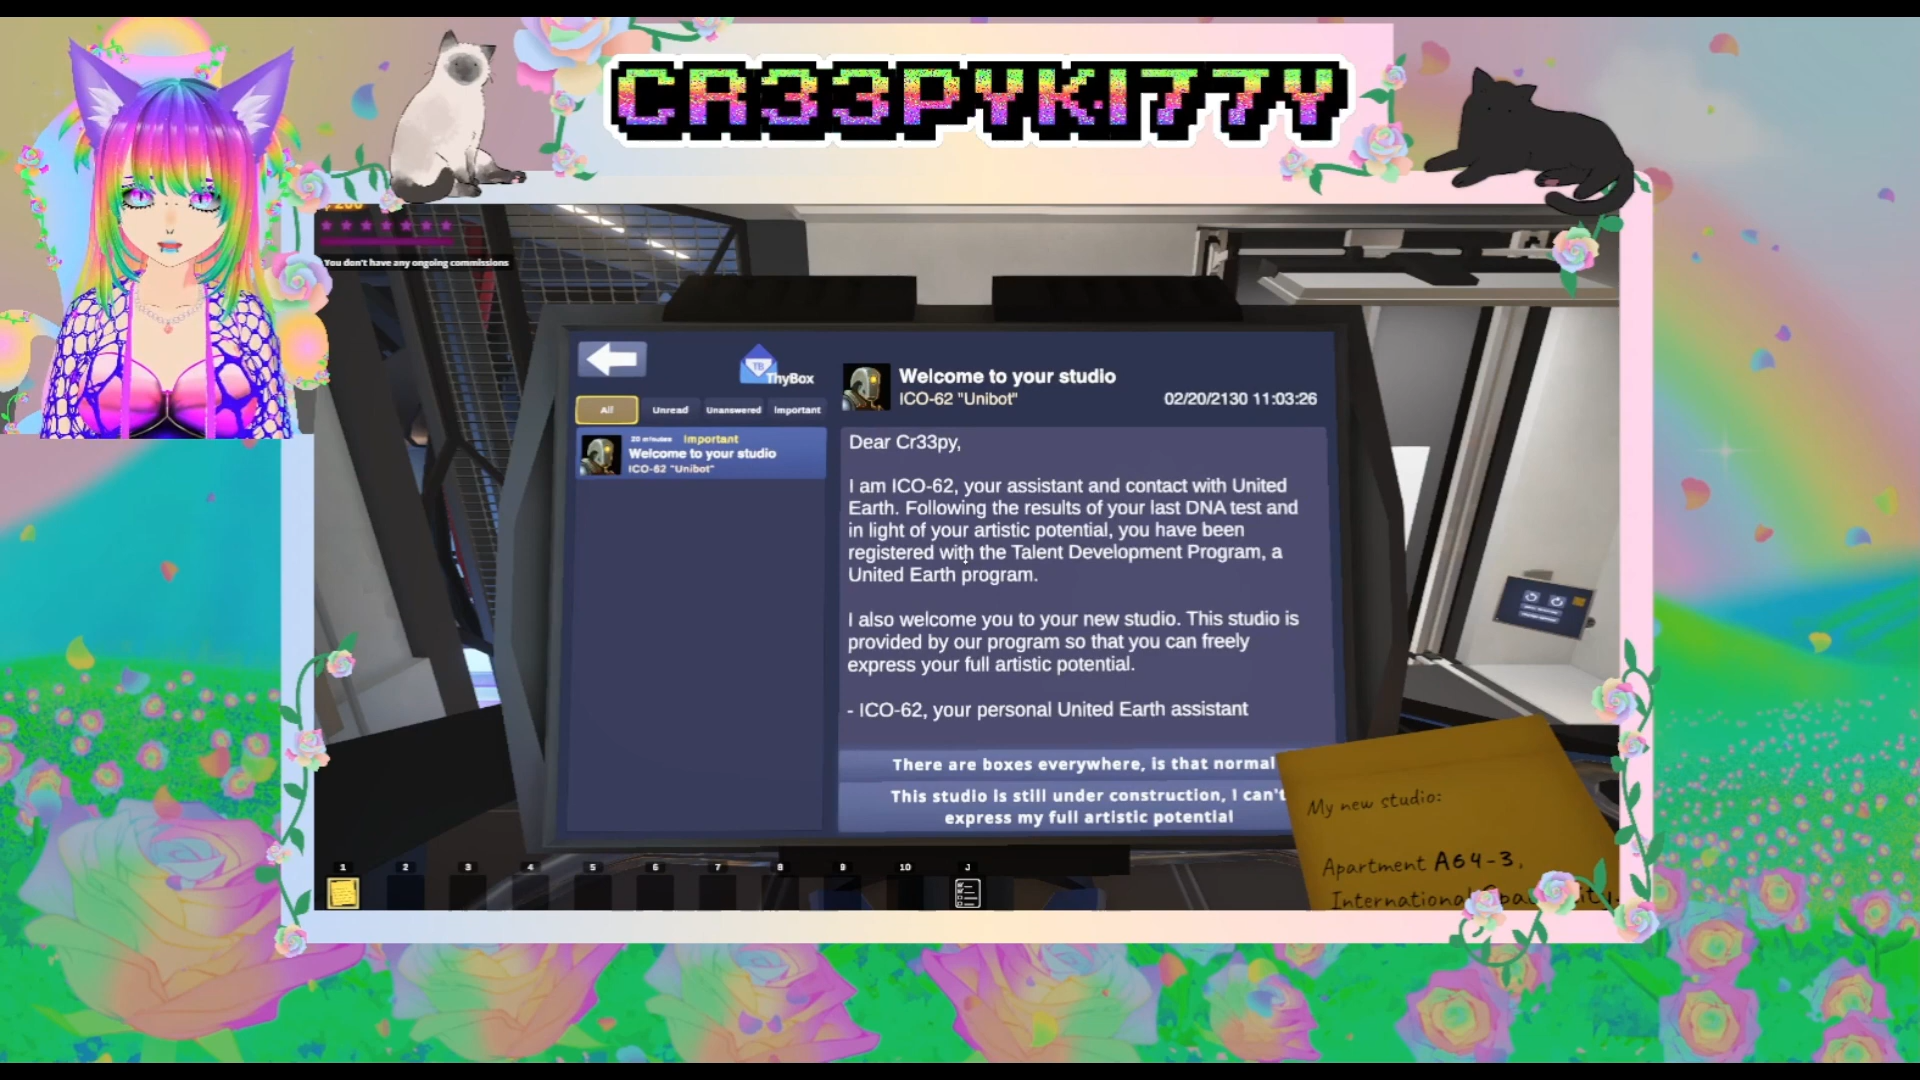 CR33PYK177Y
You don't have any ongoing commissions
TB
ThyBox
All Unread Unanswered Important
20 minutes Important
Welcome to your studio
ICO-62 "Unibot"
Welcome to your studio
ICO-62 "Unibot"
02/20/2130 11:03:26
Dear Cr33py,
I am ICO-62, your assistant and contact with United
Earth. Following the results of your last DNA test and
in light of your artistic potential, you have been
registered with the Talent Development Program, a
United Earth program.
I also welcome you to your new studio. This studio is
provided by our program so that you can freely
express your full artistic potential.
- ICO-62, your personal United Earth assistant
There are boxes everywhere, is that normal
This studio is still under construction, I can't
express my full artistic potential
My new studio:
Apartment A64-3,
International
1 2 3 4 5 6 7 8 9 10 J